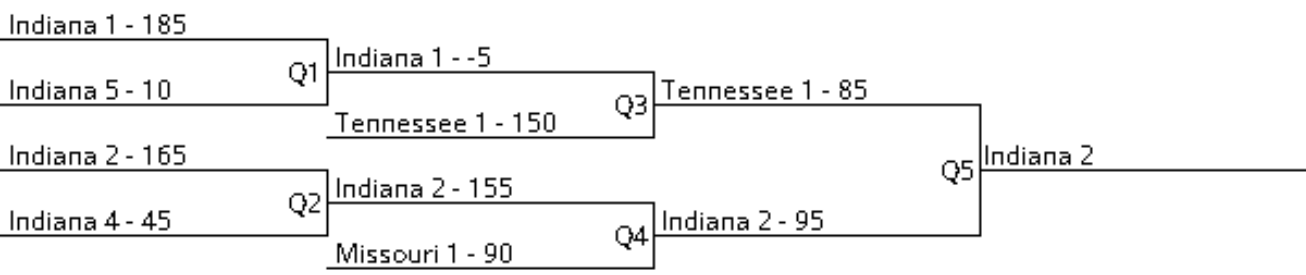 Indiana 1 - 185
Q1
Indiana 5 - 10
Indiana 1 - -5
Q3
Tennessee 1 - 150
Tennessee 1 - 85
Indiana 2 - 165
Q2
Indiana 4 - 45
Indiana 2 - 155
Q4
Missouri 1 - 90
Indiana 2 - 95
Q5
Indiana 2